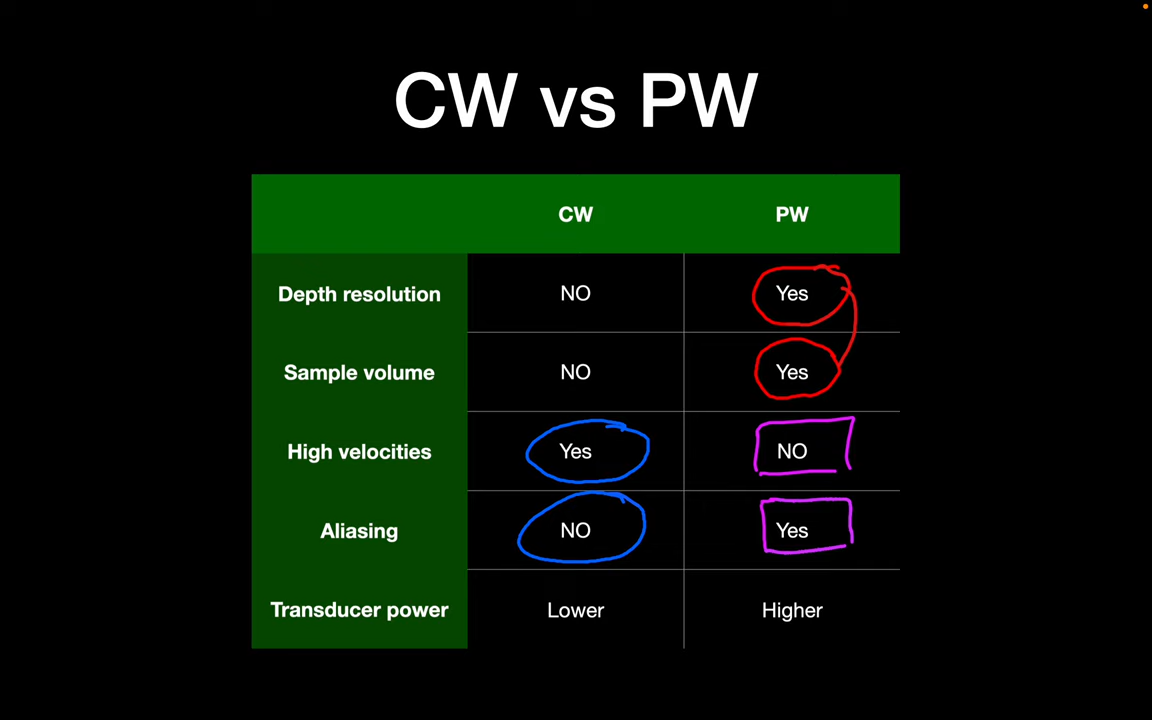 CW vs PW
CW PW
Depth resolution NO Yes
Sample volume NO Yes
High velocities Yes NO
Aliasing NO Yes
Transducer power Lower Higher